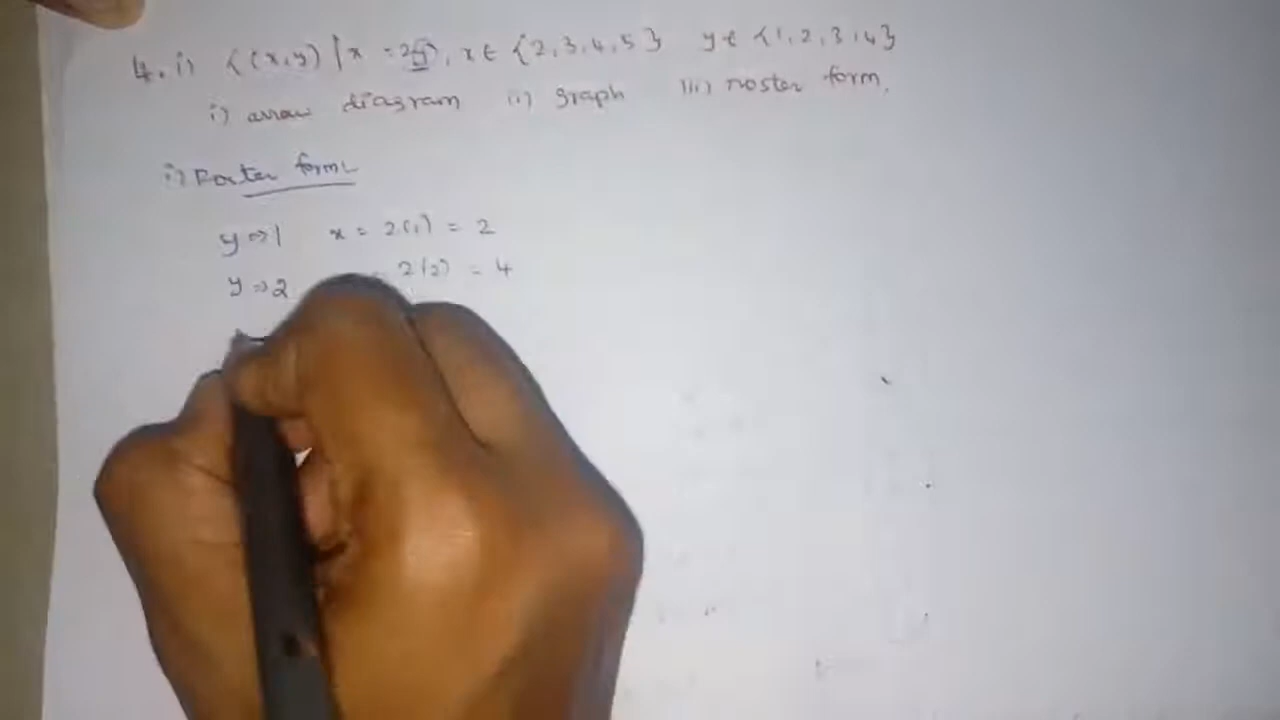 4. i) {(x,y) | x = 2y, x ∈ {2,3,4,5} y ∈ {1,2,3,4}
i) arrow diagram ii) graph iii) roster form.
i) Roster form
y ⇒ 1 x = 2(1) = 2
y ⇒ 2 = 2(2) = 4